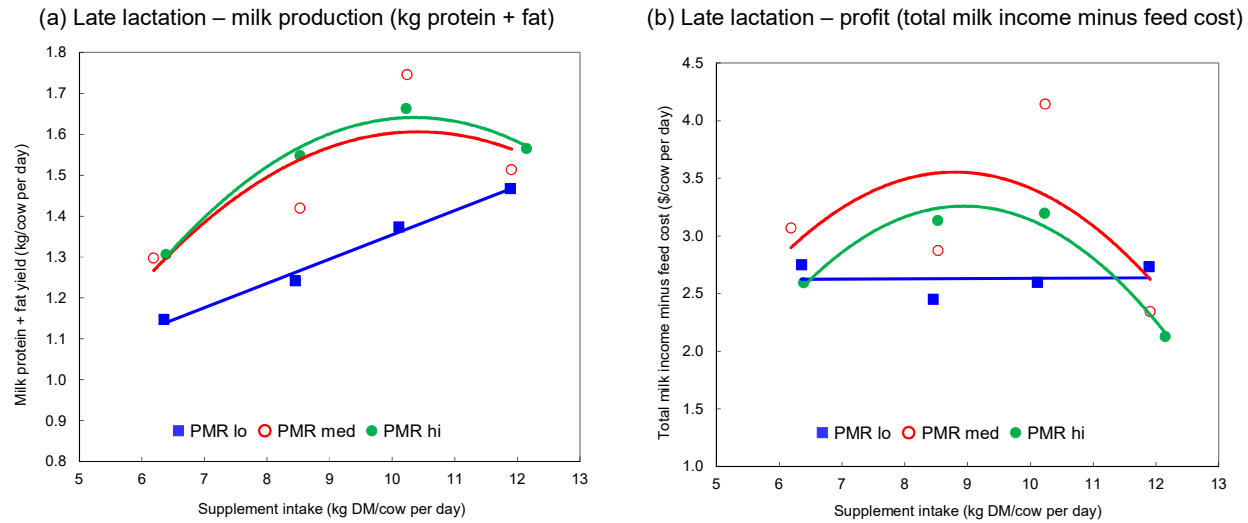 (a) Late lactation – milk production (kg protein + fat)
Milk protein + fat yield (kg/cow per day)
1.8
1.7
1.6
1.5
1.4
1.3
1.2
1.1
1.0
0.9
0.8
PMR lo PMR med PMR hi
5 6 7 8 9 10 11 12 13
Supplement intake (kg DM/cow per day)
(b) Late lactation – profit (total milk income minus feed cost)
Total milk income minus feed cost ($/cow per day)
4.5
4.0
3.5
3.0
2.5
2.0
1.5
1.0
PMR lo PMR med PMR hi
5 6 7 8 9 10 11 12 13
Supplement intake (kg DM/cow per day)